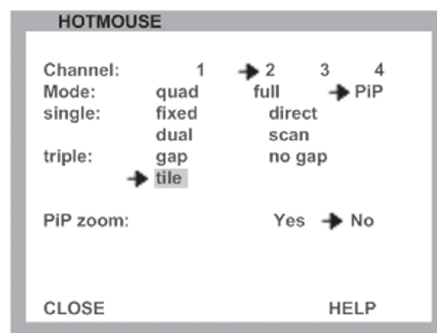 HOTMOUSE
Channel: 1 2 3 4
Mode: quad full PiP
single: fixed direct
dual scan
triple: gap no gap
tile
PiP zoom: Yes No
CLOSE HELP